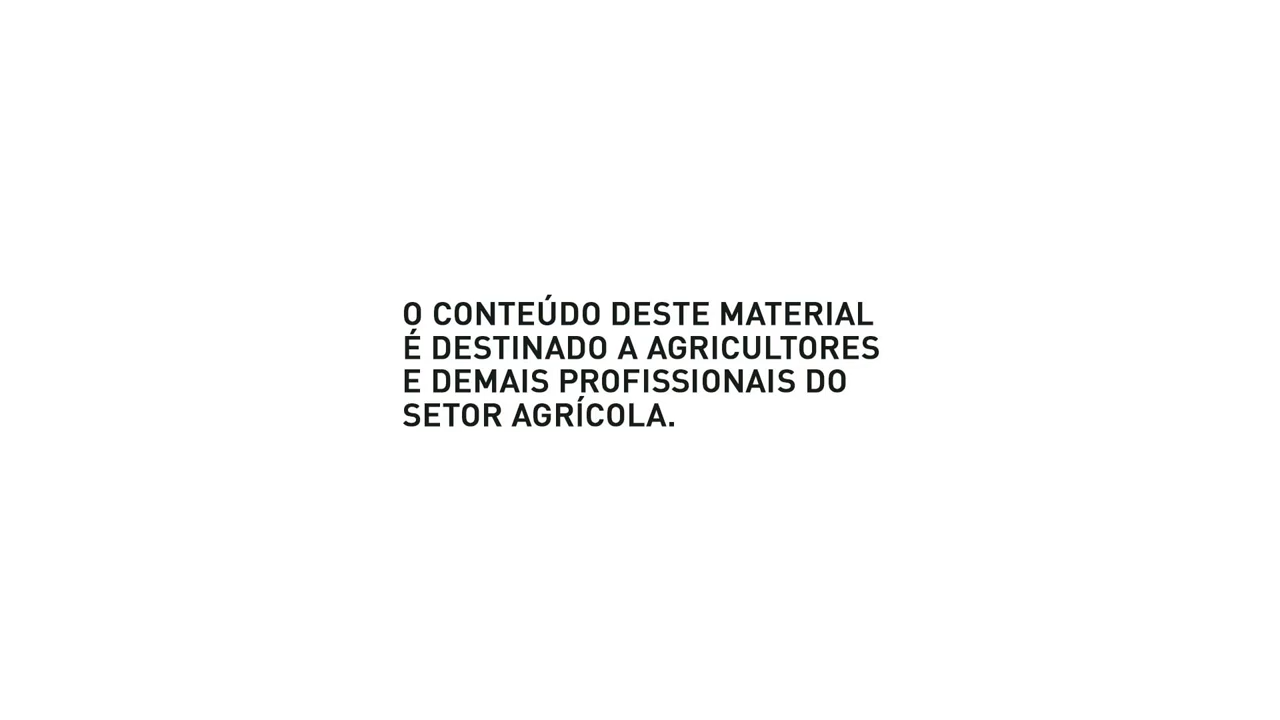 O CONTEÚDO DESTE MATERIAL
É DESTINADO A AGRICULTORES
E DEMAIS PROFISSIONAIS DO
SETOR AGRÍCOLA.